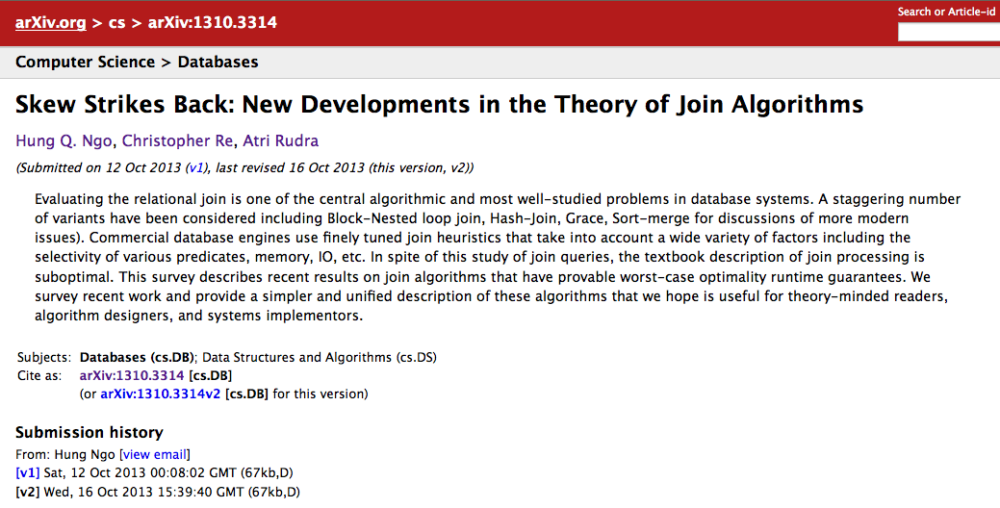 arXiv.org > cs > arXiv:1310.3314
Search or Article-id
Computer Science > Databases
Skew Strikes Back: New Developments in the Theory of Join Algorithms
Hung Q. Ngo, Christopher Re, Atri Rudra
(Submitted on 12 Oct 2013 (v1), last revised 16 Oct 2013 (this version, v2))
Evaluating the relational join is one of the central algorithmic and most well-studied problems in database systems. A staggering number
of variants have been considered including Block-Nested loop join, Hash-Join, Grace, Sort-merge for discussions of more modern
issues). Commercial database engines use finely tuned join heuristics that take into account a wide variety of factors including the
selectivity of various predicates, memory, IO, etc. In spite of this study of join queries, the textbook description of join processing is
suboptimal. This survey describes recent results on join algorithms that have provable worst-case optimality runtime guarantees. We
survey recent work and provide a simpler and unified description of these algorithms that we hope is useful for theory-minded readers,
algorithm designers, and systems implementors.
Subjects: Databases (cs.DB); Data Structures and Algorithms (cs.DS)
Cite as: arXiv:1310.3314 [cs.DB]
(or arXiv:1310.3314v2 [cs.DB] for this version)
Submission history
From: Hung Ngo [view email]
[v1] Sat, 12 Oct 2013 00:08:02 GMT (67kb,D)
[v2] Wed, 16 Oct 2013 15:39:40 GMT (67kb,D)